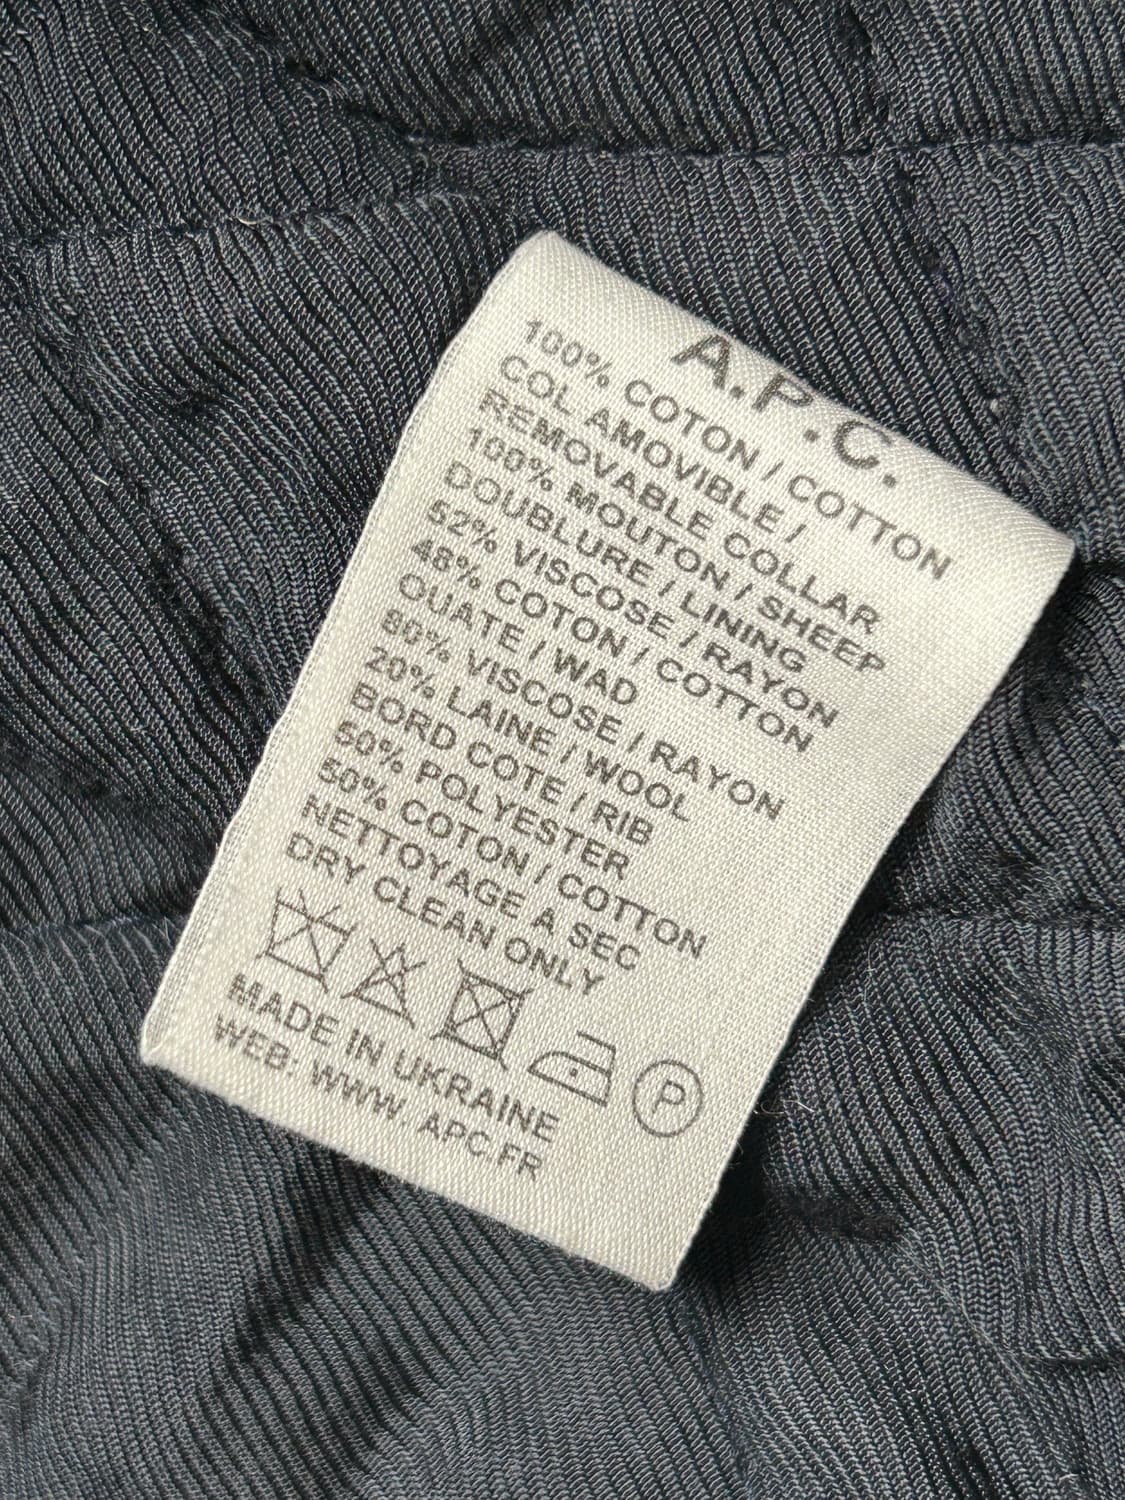 A.P.C.
100% COTON / COTTON
COL AMOVIBLE /
REMOVABLE COLLAR
100% MOUTON / SHEEP
DOUBLURE / LINING
52% VISCOSE / RAYON
48% COTON / COTTON
OUATE / WAD
80% VISCOSE / RAYON
20% LAINE / WOOL
BORD COTE / RIB
50% POLYESTER
50% COTON / COTTON
NETTOYAGE A SEC
DRY CLEAN ONLY
P
MADE IN UKRAINE
WEB: WWW. APC.FR